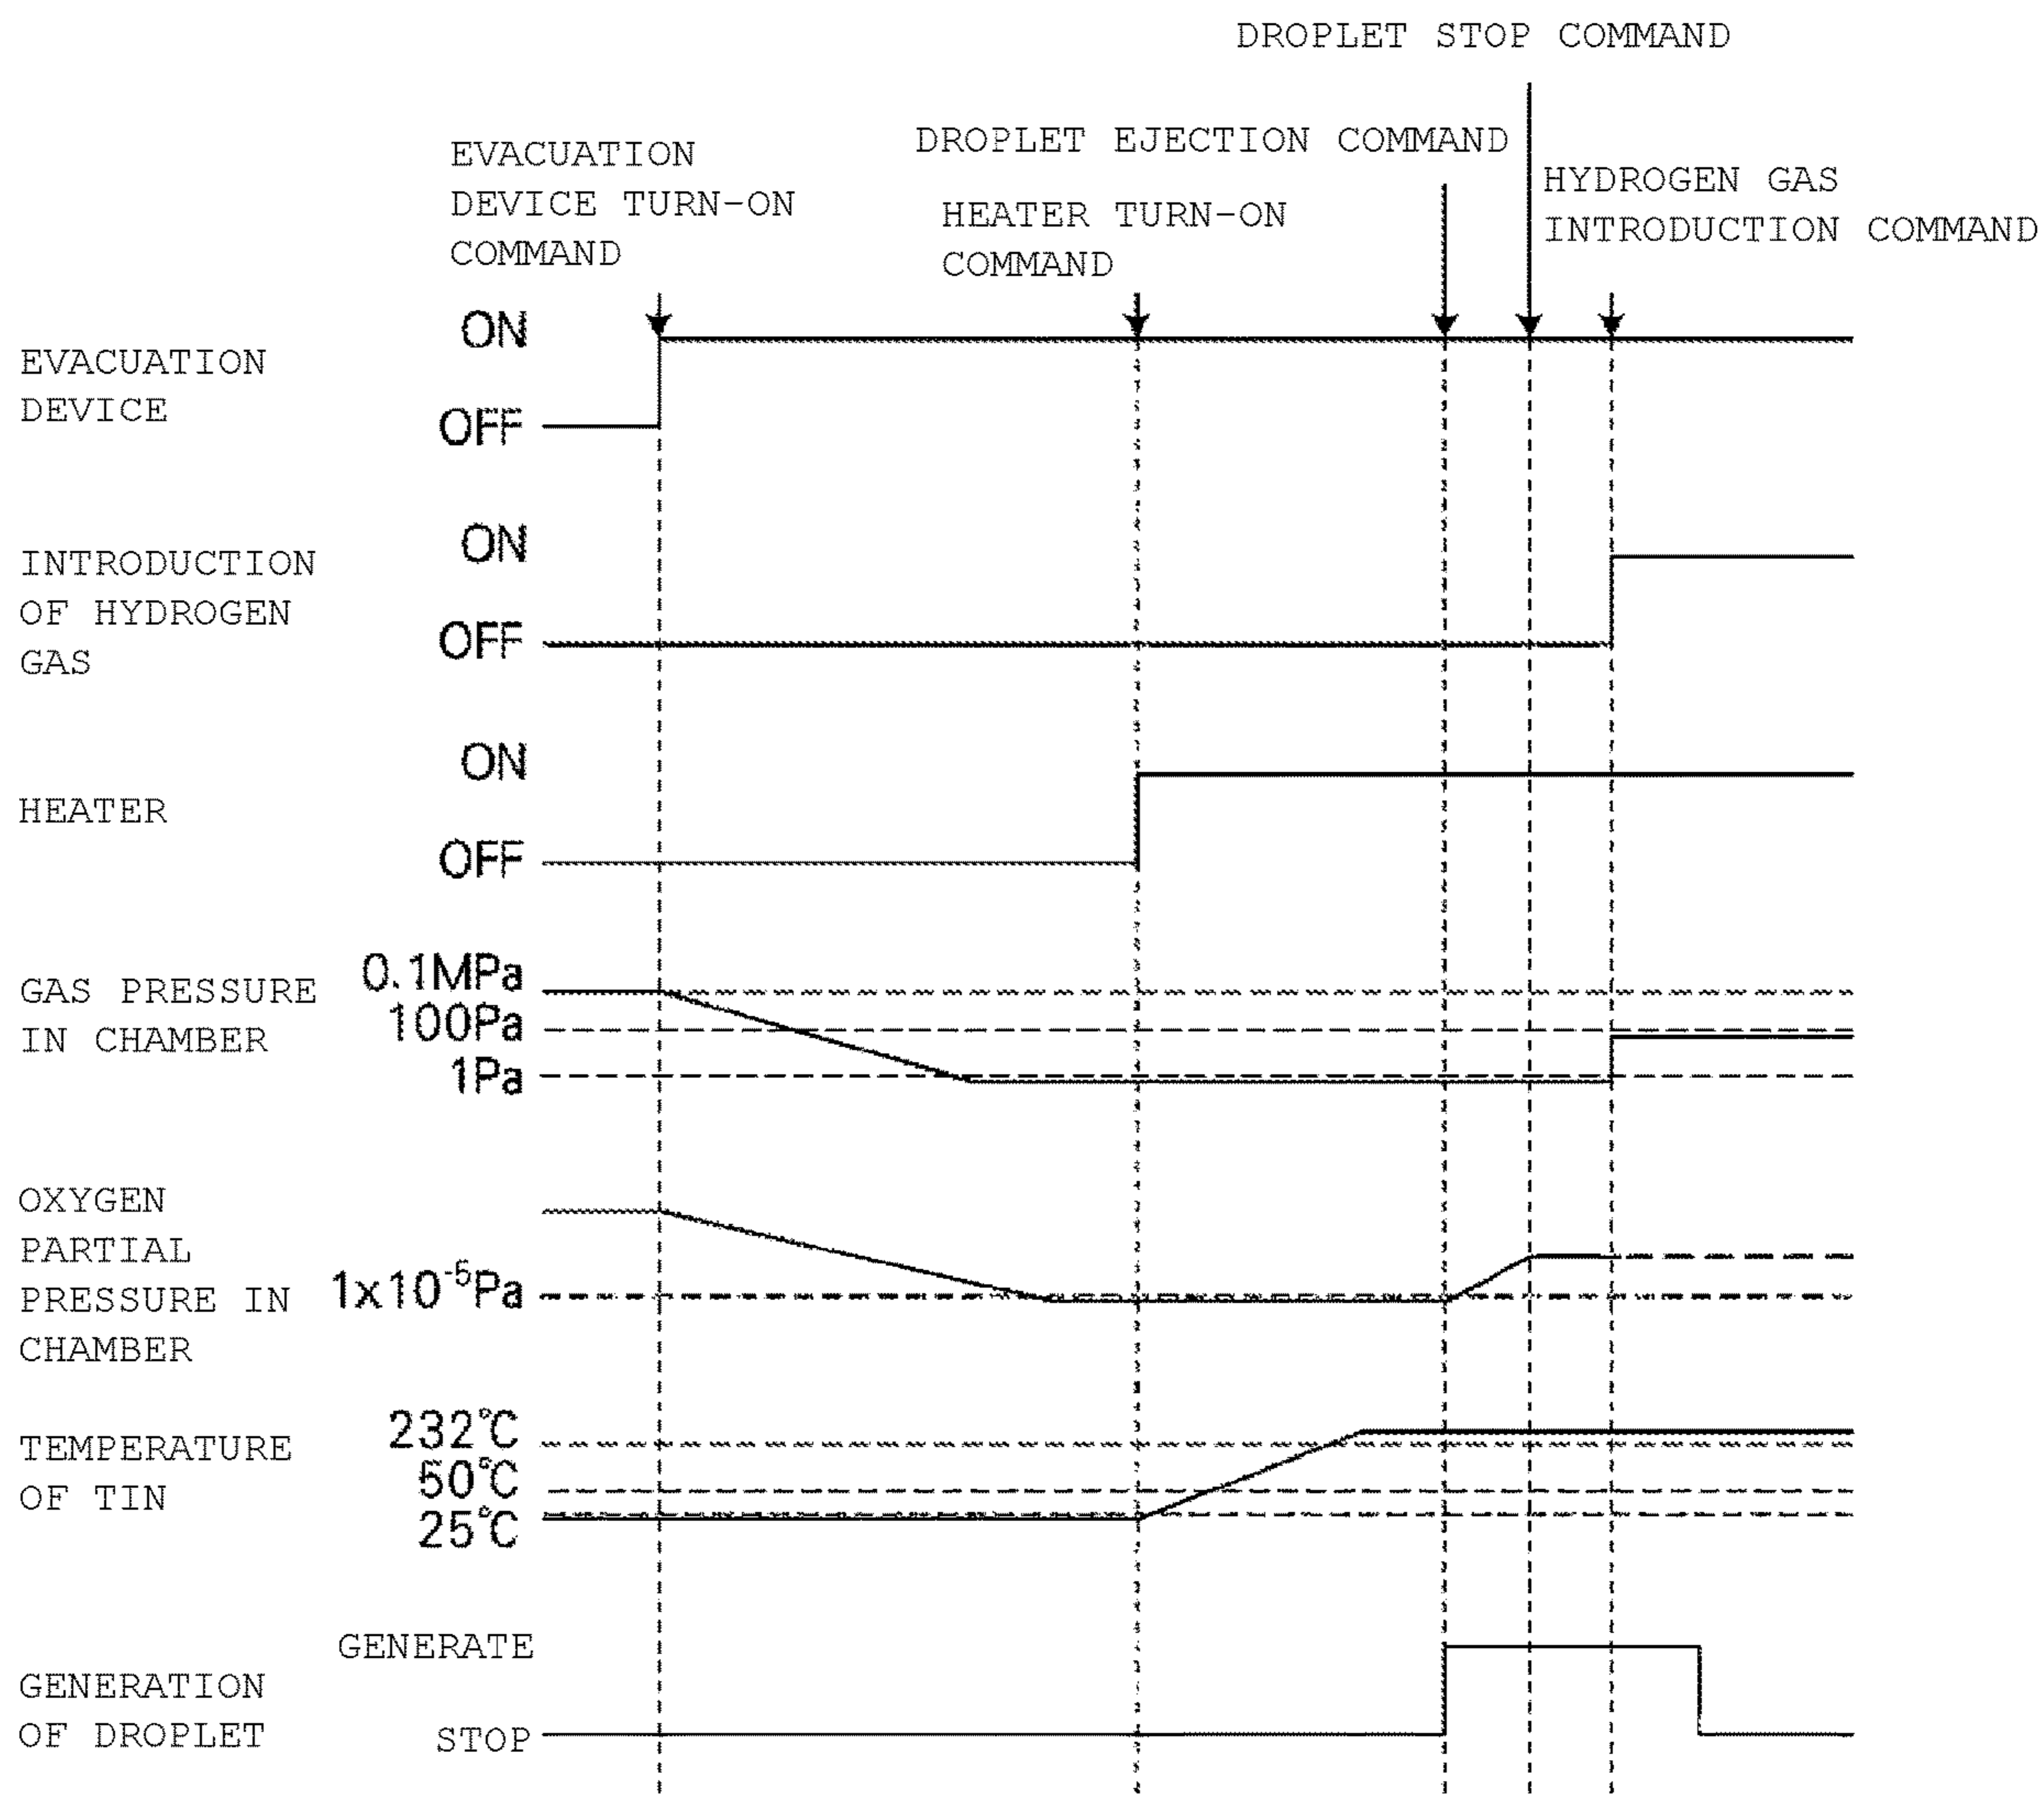 DROPLET STOP COMMAND
DROPLET EJECTION COMMAND
EVACUATION
DEVICE TURN-ON
COMMAND
HEATER TURN-ON
COMMAND
HYDROGEN GAS
INTRODUCTION COMMAND
EVACUATION
DEVICE
ON
OFF
INTRODUCTION
OF HYDROGEN
GAS
ON
OFF
HEATER
ON
OFF
GAS PRESSURE
IN CHAMBER
0.1MPa
100Pa
1Pa
OXYGEN
PARTIAL
PRESSURE IN
CHAMBER
1x10⁻⁵Pa
TEMPERATURE
OF TIN
232℃
50℃
25℃
GENERATION
OF DROPLET
GENERATE
STOP